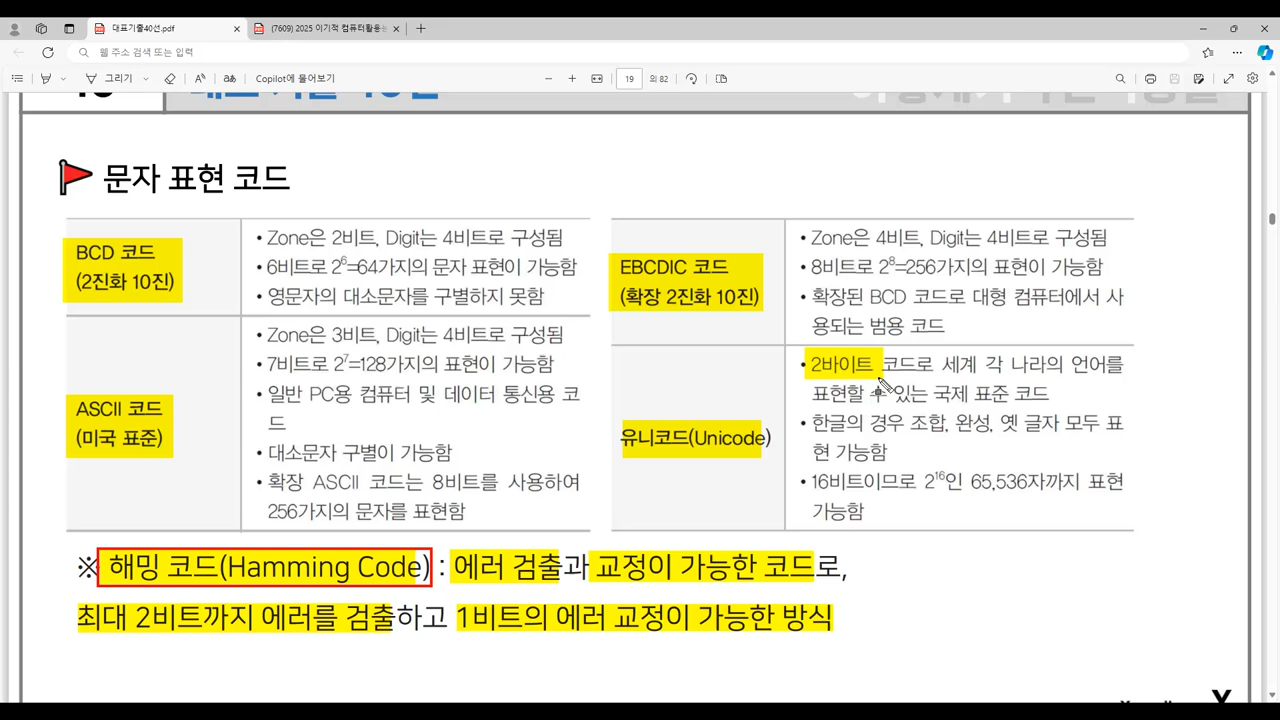 대표기출40선.pdf
(7609) 2025 이기적 컴퓨터활용능
웹 주소 검색 또는 입력
그리기
Copilot에 물어보기
19
외 82
문자 표현 코드
BCD 코드
(2진화 10진)
• Zone은 2비트, Digit는 4비트로 구성됨
• 6비트로 2⁶=64가지의 문자 표현이 가능함
• 영문자의 대소문자를 구별하지 못함
ASCII 코드
(미국 표준)
• Zone은 3비트, Digit는 4비트로 구성됨
• 7비트로 2⁷=128가지의 표현이 가능함
• 일반 PC용 컴퓨터 및 데이터 통신용 코
드
• 대소문자 구별이 가능함
• 확장 ASCII 코드는 8비트를 사용하여
256가지의 문자를 표현함
EBCDIC 코드
(확장 2진화 10진)
• Zone은 4비트, Digit는 4비트로 구성됨
• 8비트로 2⁸=256가지의 표현이 가능함
• 확장된 BCD 코드로 대형 컴퓨터에서 사
용되는 범용 코드
유니코드(Unicode)
• 2바이트 코드로 세계 각 나라의 언어를
표현할 수 있는 국제 표준 코드
• 한글의 경우 조합, 완성, 옛 글자 모두 표
현 가능함
• 16비트이므로 2¹⁶인 65,536자까지 표현
가능함
※ 해밍 코드(Hamming Code) : 에러 검출과 교정이 가능한 코드로,
최대 2비트까지 에러를 검출하고 1비트의 에러 교정이 가능한 방식